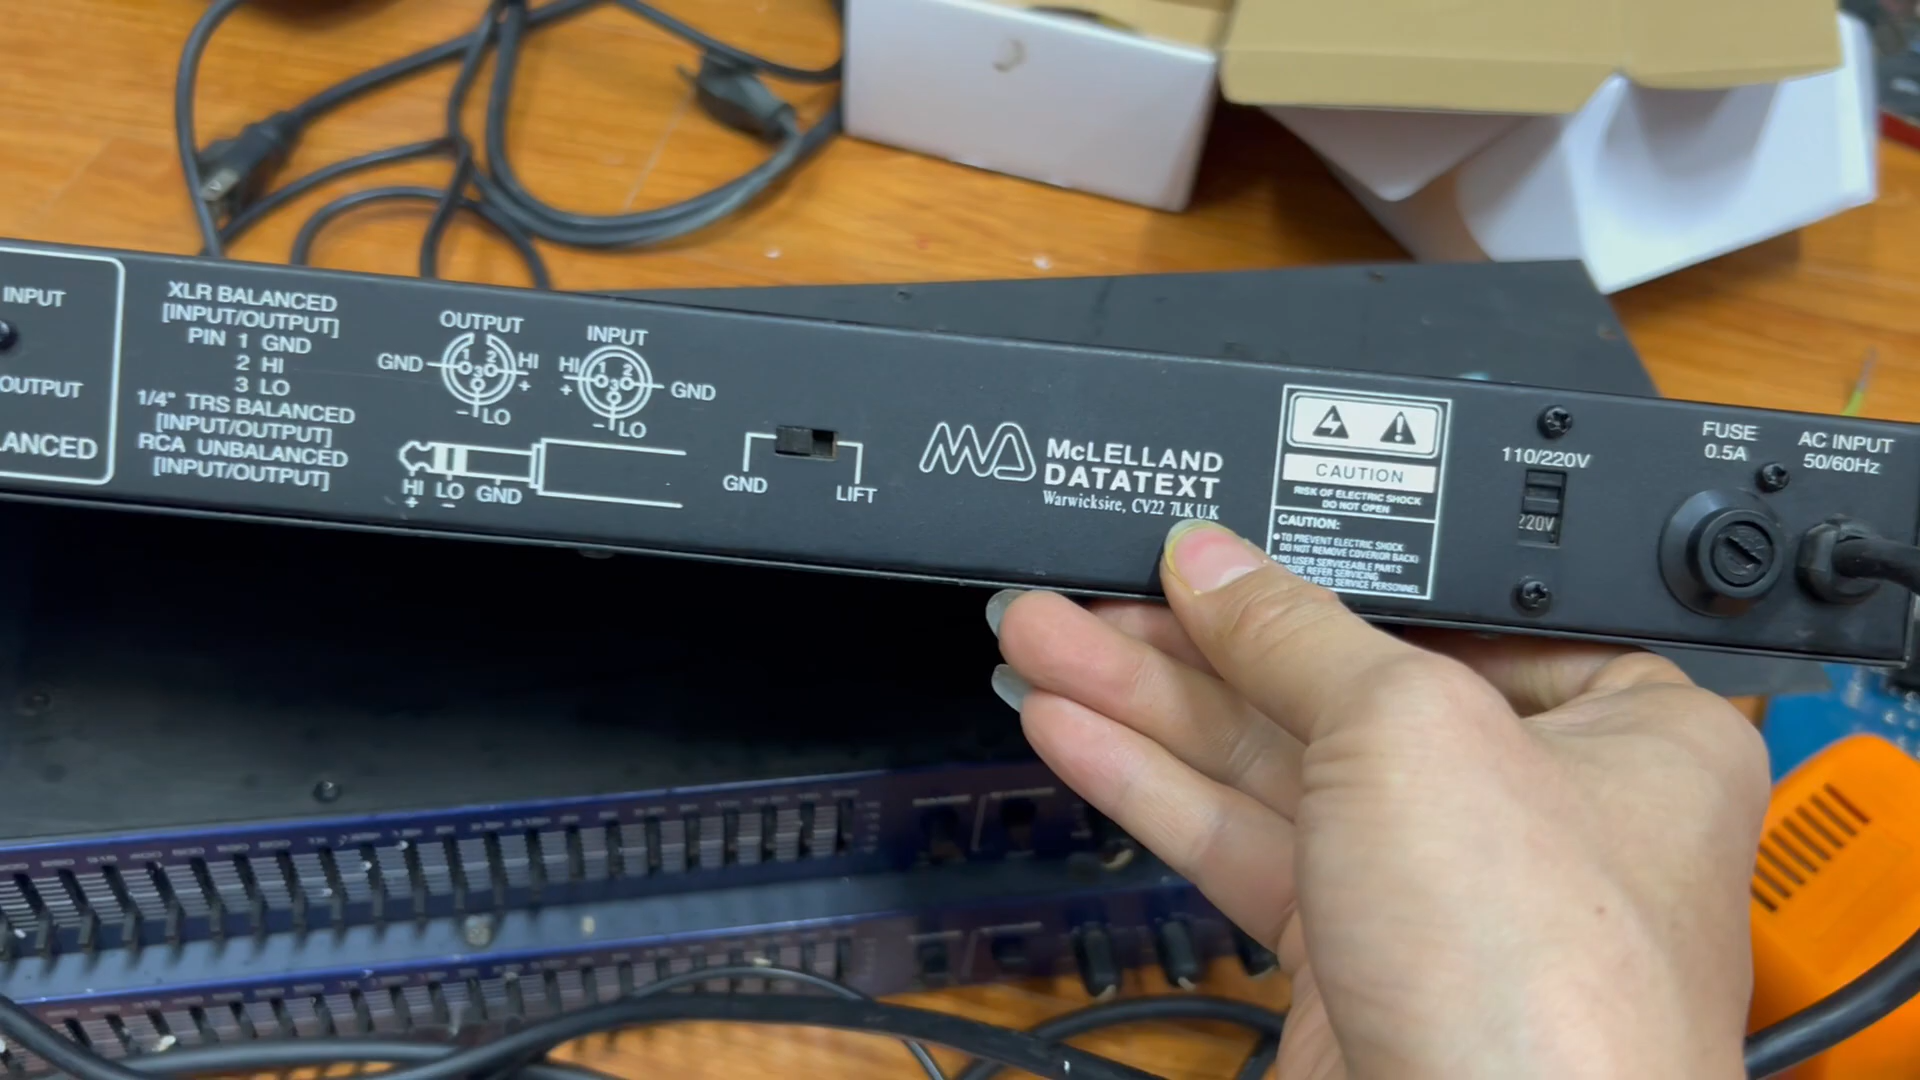 INPUT
OUTPUT
XLR BALANCED
[INPUT/OUTPUT]
PIN 1 GND
2 HI
3 LO
1/4" TRS BALANCED
[INPUT/OUTPUT]
RCA UNBALANCED
[INPUT/OUTPUT]
OUTPUT
GND
1 2
3
HI
+
- LO
INPUT
HI
+
1 2
3
GND
- LO
HI LO GND
+ -
GND
LIFT
McLELLAND
DATATEXT
Warwicksire, CV22 7LK U.K
CAUTION
RISK OF ELECTRIC SHOCK
DO NOT OPEN
CAUTION:
TO PREVENT ELECTRIC SHOCK
DO NOT REMOVE COVER(OR BACK)
NO USER SERVICEABLE PARTS
REFER SERVICING
SERVICE PERSONNEL
110/220V
220V
FUSE
0.5A
AC INPUT
50/60Hz